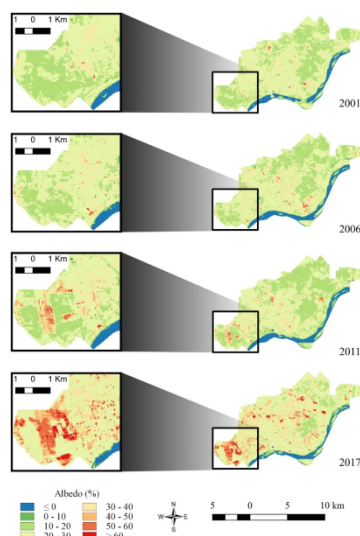 1 0 1 Km
2001
1 0 1 Km
2006
1 0 1 Km
2011
1 0 1 Km
2017
Albedo (%)
≤ 0
0 - 10
10 - 20
20 - 30
30 - 40
40 - 50
50 - 60
> 60
N
W E
S
5 0 5 10 km